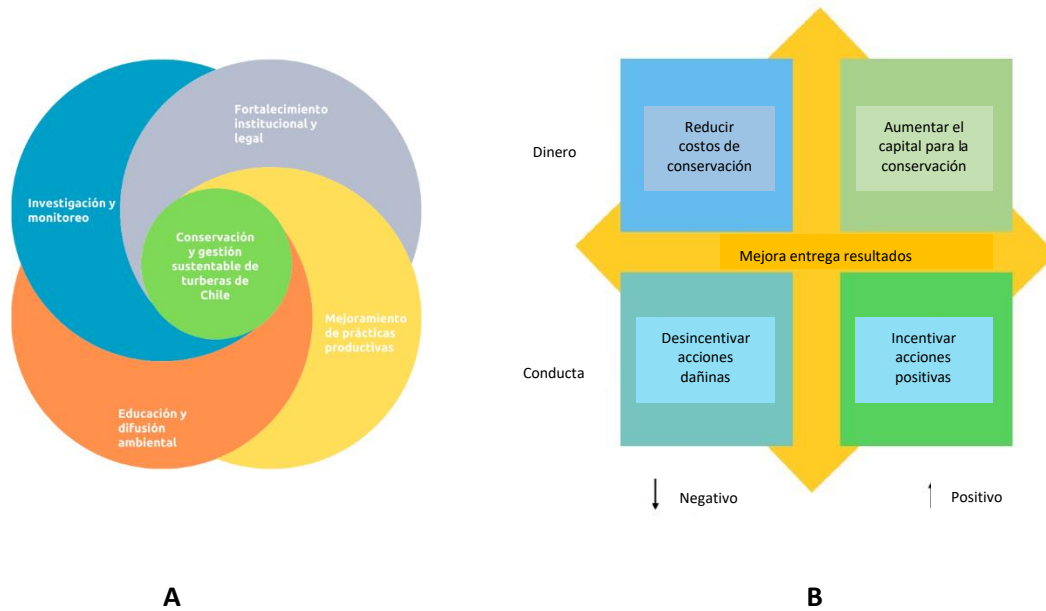 Fortalecimiento
institucional y
legal
Investigación y
monitoreo
Conservación
y gestión
sustentable de
turberas de
Chile
Mejoramiento
de prácticas
productivas
Educación y
difusión
ambiental
A
Dinero
Reducir
costos de
conservación
Aumentar el
capital para la
conservación
Mejora entrega resultados
Conducta
Desincentivar
acciones
dañinas
Incentivar
acciones
positivas
Negativo
Positivo
B